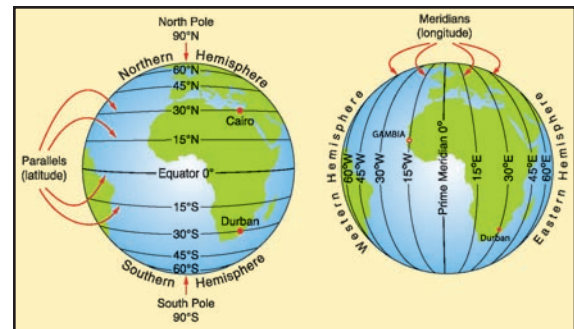 North Pole
90°N
Northern Hemisphere
60°N
45°N
30°N
Cairo
15°N
Parallels
(latitude)
Equator 0°
15°S
Durban
30°S
45°S
60°S
Southern Hemisphere
South Pole
90°S
Meridians
(longitude)
Western Hemisphere
Eastern Hemisphere
GAMBIA
60°W
45°W
30°W
15°W
Prime Meridian 0°
15°E
30°E
45°E
60°E
Durban